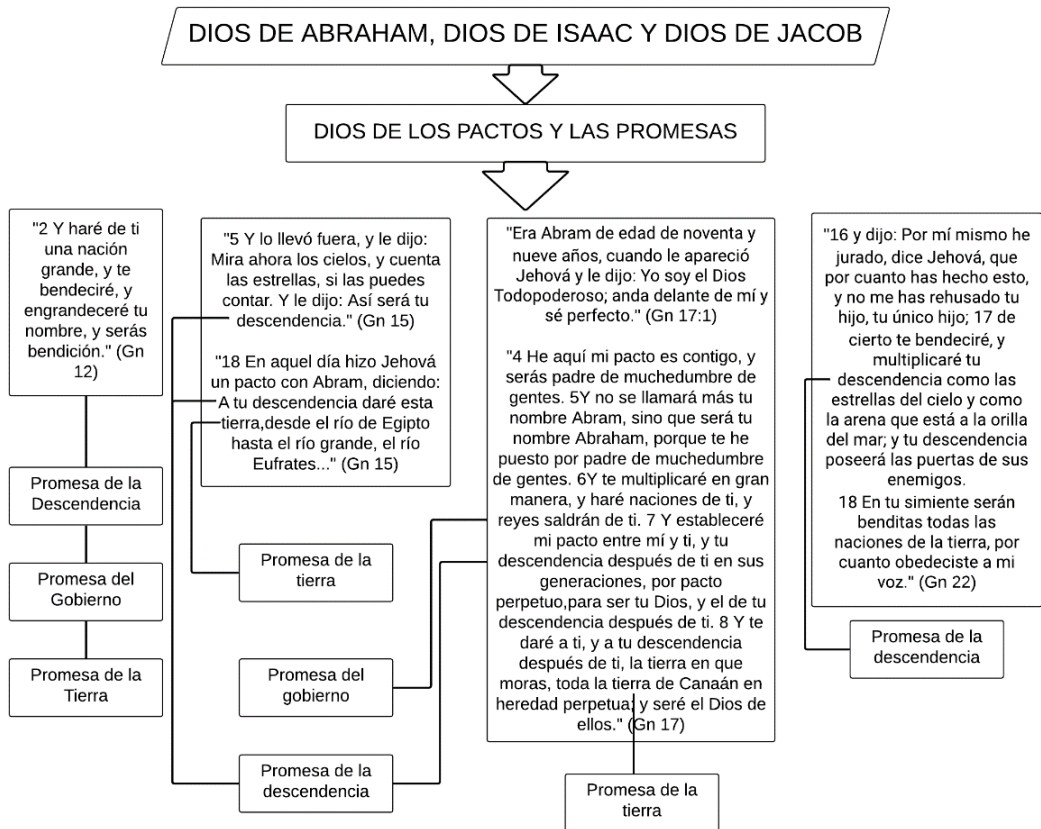 DIOS DE ABRAHAM, DIOS DE ISAAC Y DIOS DE JACOB
DIOS DE LOS PACTOS Y LAS PROMESAS
"2 Y haré de ti
una nación
grande, y te
bendeciré, y
engrandeceré tu
nombre, y serás
bendición." (Gn
12)
Promesa de la
Descendencia
Promesa del
Gobierno
Promesa de la
Tierra
"5 Y lo llevó fuera, y le dijo:
Mira ahora los cielos, y cuenta
las estrellas, si las puedes
contar. Y le dijo: Así será tu
descendencia." (Gn 15)
"18 En aquel día hizo Jehová
un pacto con Abram, diciendo:
A tu descendencia daré esta
tierra,desde el río de Egipto
hasta el río grande, el río
Eufrates..." (Gn 15)
Promesa de la
tierra
Promesa del
gobierno
Promesa de la
descendencia
"Era Abram de edad de noventa y
nueve años, cuando le apareció
Jehová y le dijo: Yo soy el Dios
Todopoderoso; anda delante de mí y
sé perfecto." (Gn 17:1)
"4 He aquí mi pacto es contigo, y
serás padre de muchedumbre de
gentes. 5Y no se llamará más tu
nombre Abram, sino que será tu
nombre Abraham, porque te he
puesto por padre de muchedumbre
de gentes. 6Y te multiplicaré en gran
manera, y haré naciones de ti, y
reyes saldrán de ti. 7 Y estableceré
mi pacto entre mí y ti, y tu
descendencia después de ti en sus
generaciones, por pacto
perpetuo,para ser tu Dios, y el de tu
descendencia después de ti. 8 Y te
daré a ti, y a tu descendencia
después de ti, la tierra en que
moras, toda la tierra de Canaán en
heredad perpetua; y seré el Dios de
ellos." (Gn 17)
Promesa de la
tierra
"16 y dijo: Por mí mismo he
jurado, dice Jehová, que
por cuanto has hecho esto,
y no me has rehusado tu
hijo, tu único hijo; 17 de
cierto te bendeciré, y
multiplicaré tu
descendencia como las
estrellas del cielo y como
la arena que está a la orilla
del mar; y tu descendencia
poseerá las puertas de sus
enemigos.
18 En tu simiente serán
benditas todas las
naciones de la tierra, por
cuanto obedeciste a mi
voz." (Gn 22)
Promesa de la
descendencia